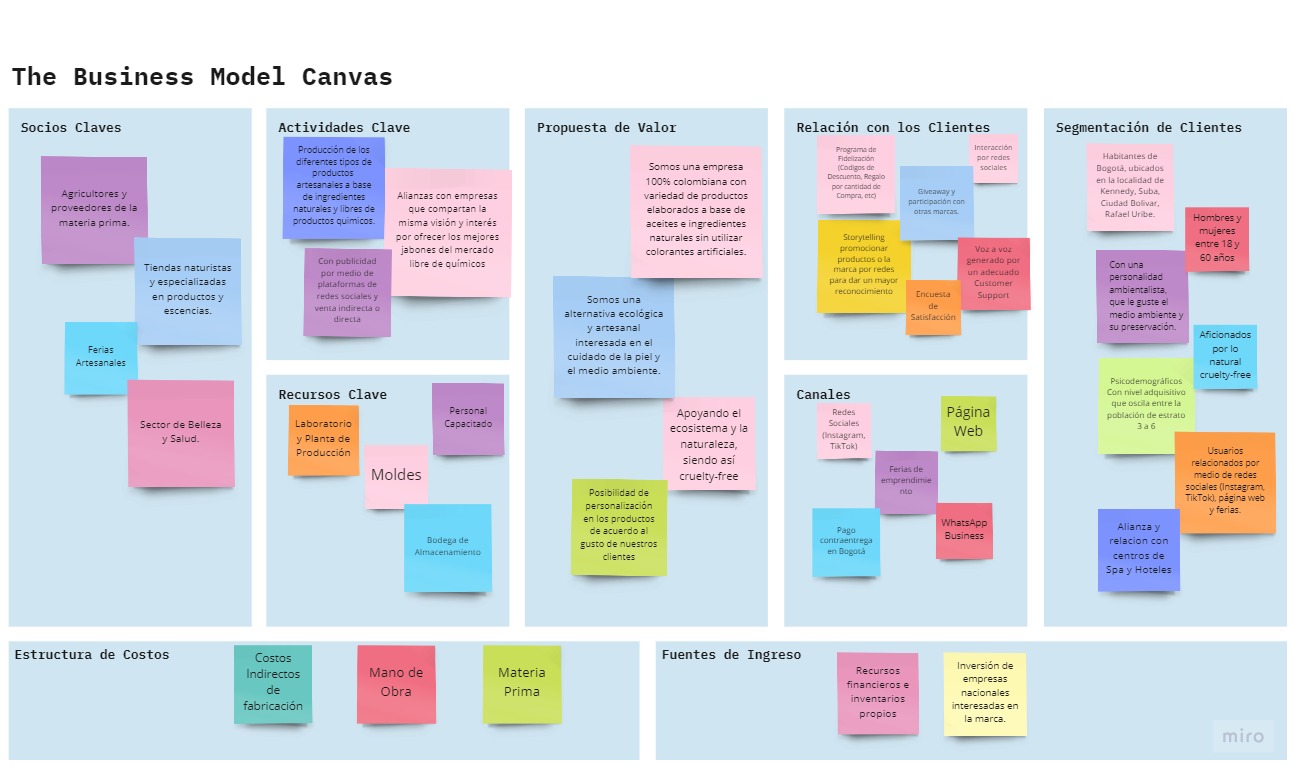 The Business Model Canvas
Socios Claves
Agricultores y
proveedores de la
materia prima.
Tiendas naturistas
y especializadas
en productos y
escencias.
Ferias
Artesanales
Sector de Belleza
y Salud.
Actividades Clave
Producción de los
diferentes tipos de
productos
artesanales a base
de ingredientes
naturales y libres de
productos quimicos.
Alianzas con empresas
que compartan la
misma visión y interés
por ofrecer los mejores
jabones del mercado
libre de químicos
Con publicidad
por medio de
plataformas de
redes sociales y
venta indirecta o
directa
Recursos Clave
Laboratorio
y Planta de
Producción
Personal
Capacitado
Moldes
Bodega de
Almacenamiento
Propuesta de Valor
Somos una empresa
100% colombiana con
variedad de productos
elaborados a base de
aceites e ingredientes
naturales sin utilizar
colorantes artificiales.
Somos una
alternativa ecológica
y artesanal
interesada en el
cuidado de la piel y
el medio ambiente.
Apoyando el
ecosistema y la
naturaleza,
siendo así
cruelty-free
Posibilidad de
personalización
en los productos
de acuerdo al
gusto de nuestros
clientes
Relación con los Clientes
Programa de
Fidelización
(Codigos de
Descuento, Regalo
por cantidad de
Compra, etc)
Interacción
por redes
sociales
Giveaway y
participación con
otras marcas.
Storytelling
promocionar
productos o la
marca por redes
para dar un mayor
reconocimiento
Voz a voz
generado por
un adecuado
Customer
Support
Encuesta
de
Satisfacción
Canales
Redes
Sociales
(Instagram,
TikTok)
Página
Web
Ferias de
emprendimie
nto
Pago
contraentrega
en Bogotá
WhatsApp
Business
Segmentación de Clientes
Habitantes de
Bogotá, ubicados
en la localidad de
Kennedy, Suba,
Ciudad Bolivar,
Rafael Uribe.
Hombres y
mujeres
entre 18 y
60 años
Con una
personalidad
ambientalista,
que le guste el
medio ambiente y
su preservación.
Aficionados
por lo
natural
cruelty-free
Psicodemográficos
Con nivel adquisitivo
que oscila entre la
población de estrato
3 a 6
Usuarios
relacionados por
medio de redes
sociales (Instagram,
TikTok), página web
y ferias.
Alianza y
relacion con
centros de
Spa y Hoteles
Estructura de Costos
Costos
Indirectos
de
fabricación
Mano de
Obra
Materia
Prima
Fuentes de Ingreso
Recursos
financieros e
inventarios
propios
Inversión de
empresas
nacionales
interesadas en
la marca.
miro